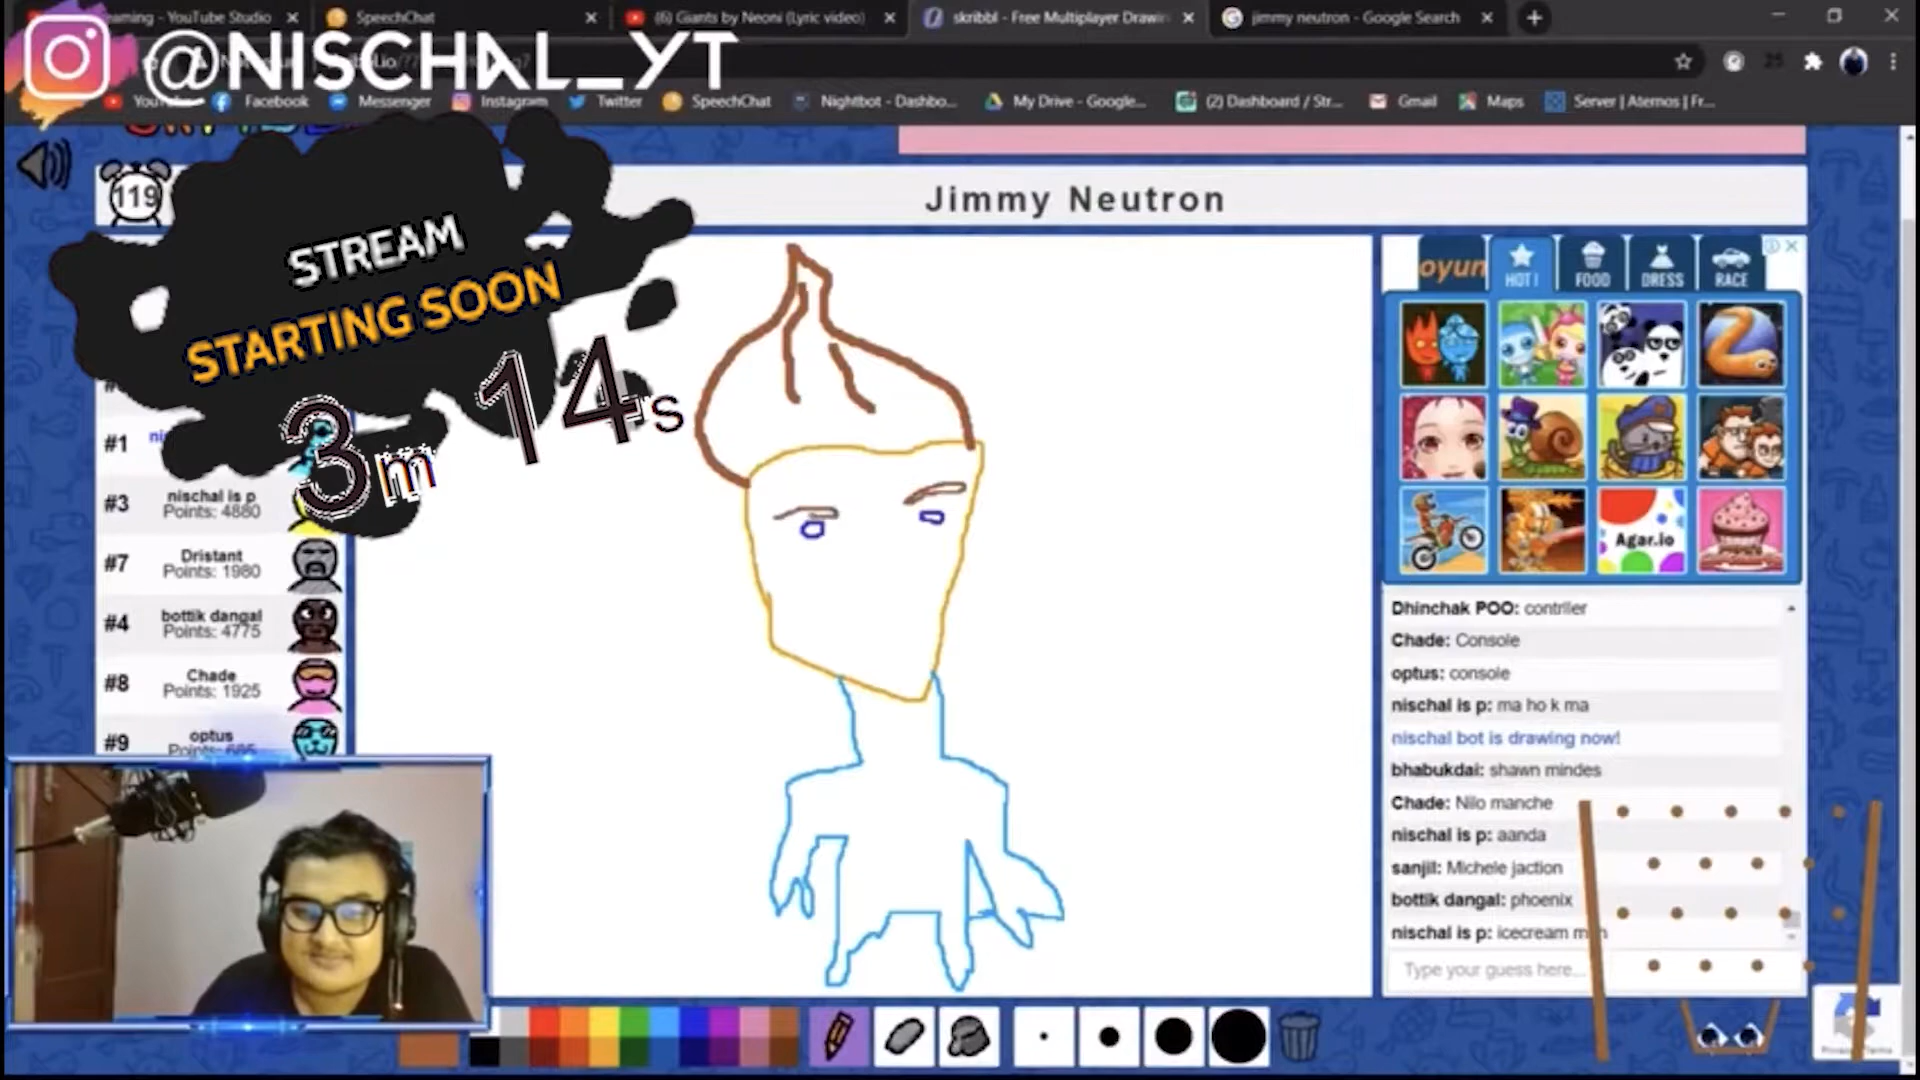 eaming - YouTube Studio
SpeechChat
(6) Giants by Neoni (Lyric video)
skribbl - Free Multiplayer Drawin
jimmy neutron - Google Search
@NISCHAL_YT
YouTube
Facebook
Messenger
Instagram
Twitter
SpeechChat
Nightbot - Dashbo...
My Drive - Google...
(2) Dashboard / Str...
Gmail
Maps
Server | Aternos | Fr...
119
Jimmy Neutron
STREAM
STARTING SOON
3m 14s
#1
#3 nischal is p
Points: 4880
#7 Dristant
Points: 1980
#4 bottik dangal
Points: 4775
#8 Chade
Points: 1925
#9 optus
Points: 685
oyun
HOT!
FOOD
DRESS
RACE
Agar.io
Dhinchak POO: contrller
Chade: Console
optus: console
nischal is p: ma ho k ma
nischal bot is drawing now!
bhabukdai: shawn mindes
Chade: Nilo manche
nischal is p: aanda
sanjil: Michele jaction
bottik dangal: phoenix
nischal is p: icecream
Type your guess here...